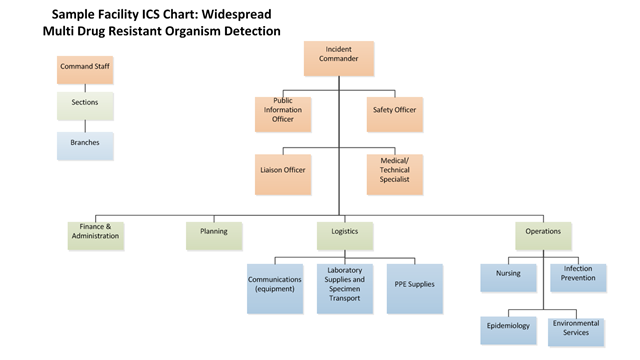 Sample Facility ICS Chart: Widespread
Multi Drug Resistant Organism Detection
Command Staff
Sections
Branches
Incident
Commander
Public
Information
Officer
Safety Officer
Liaison Officer
Medical/
Technical
Specialist
Finance &
Administration
Planning
Logistics
Operations
Communications
(equipment)
Laboratory
Supplies and
Specimen
Transport
PPE Supplies
Nursing
Infection
Prevention
Epidemiology
Environmental
Services